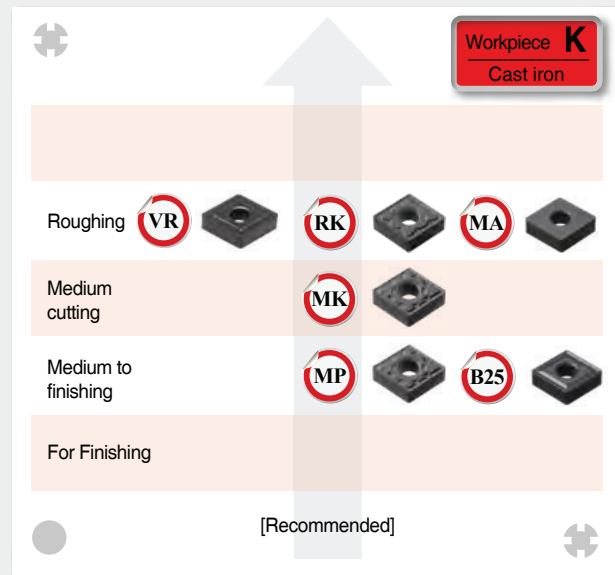 Workpiece K
Cast iron
Roughing VR RK MA
Medium
cutting
MK
Medium to
finishing
MP B25
For Finishing
[Recommended]